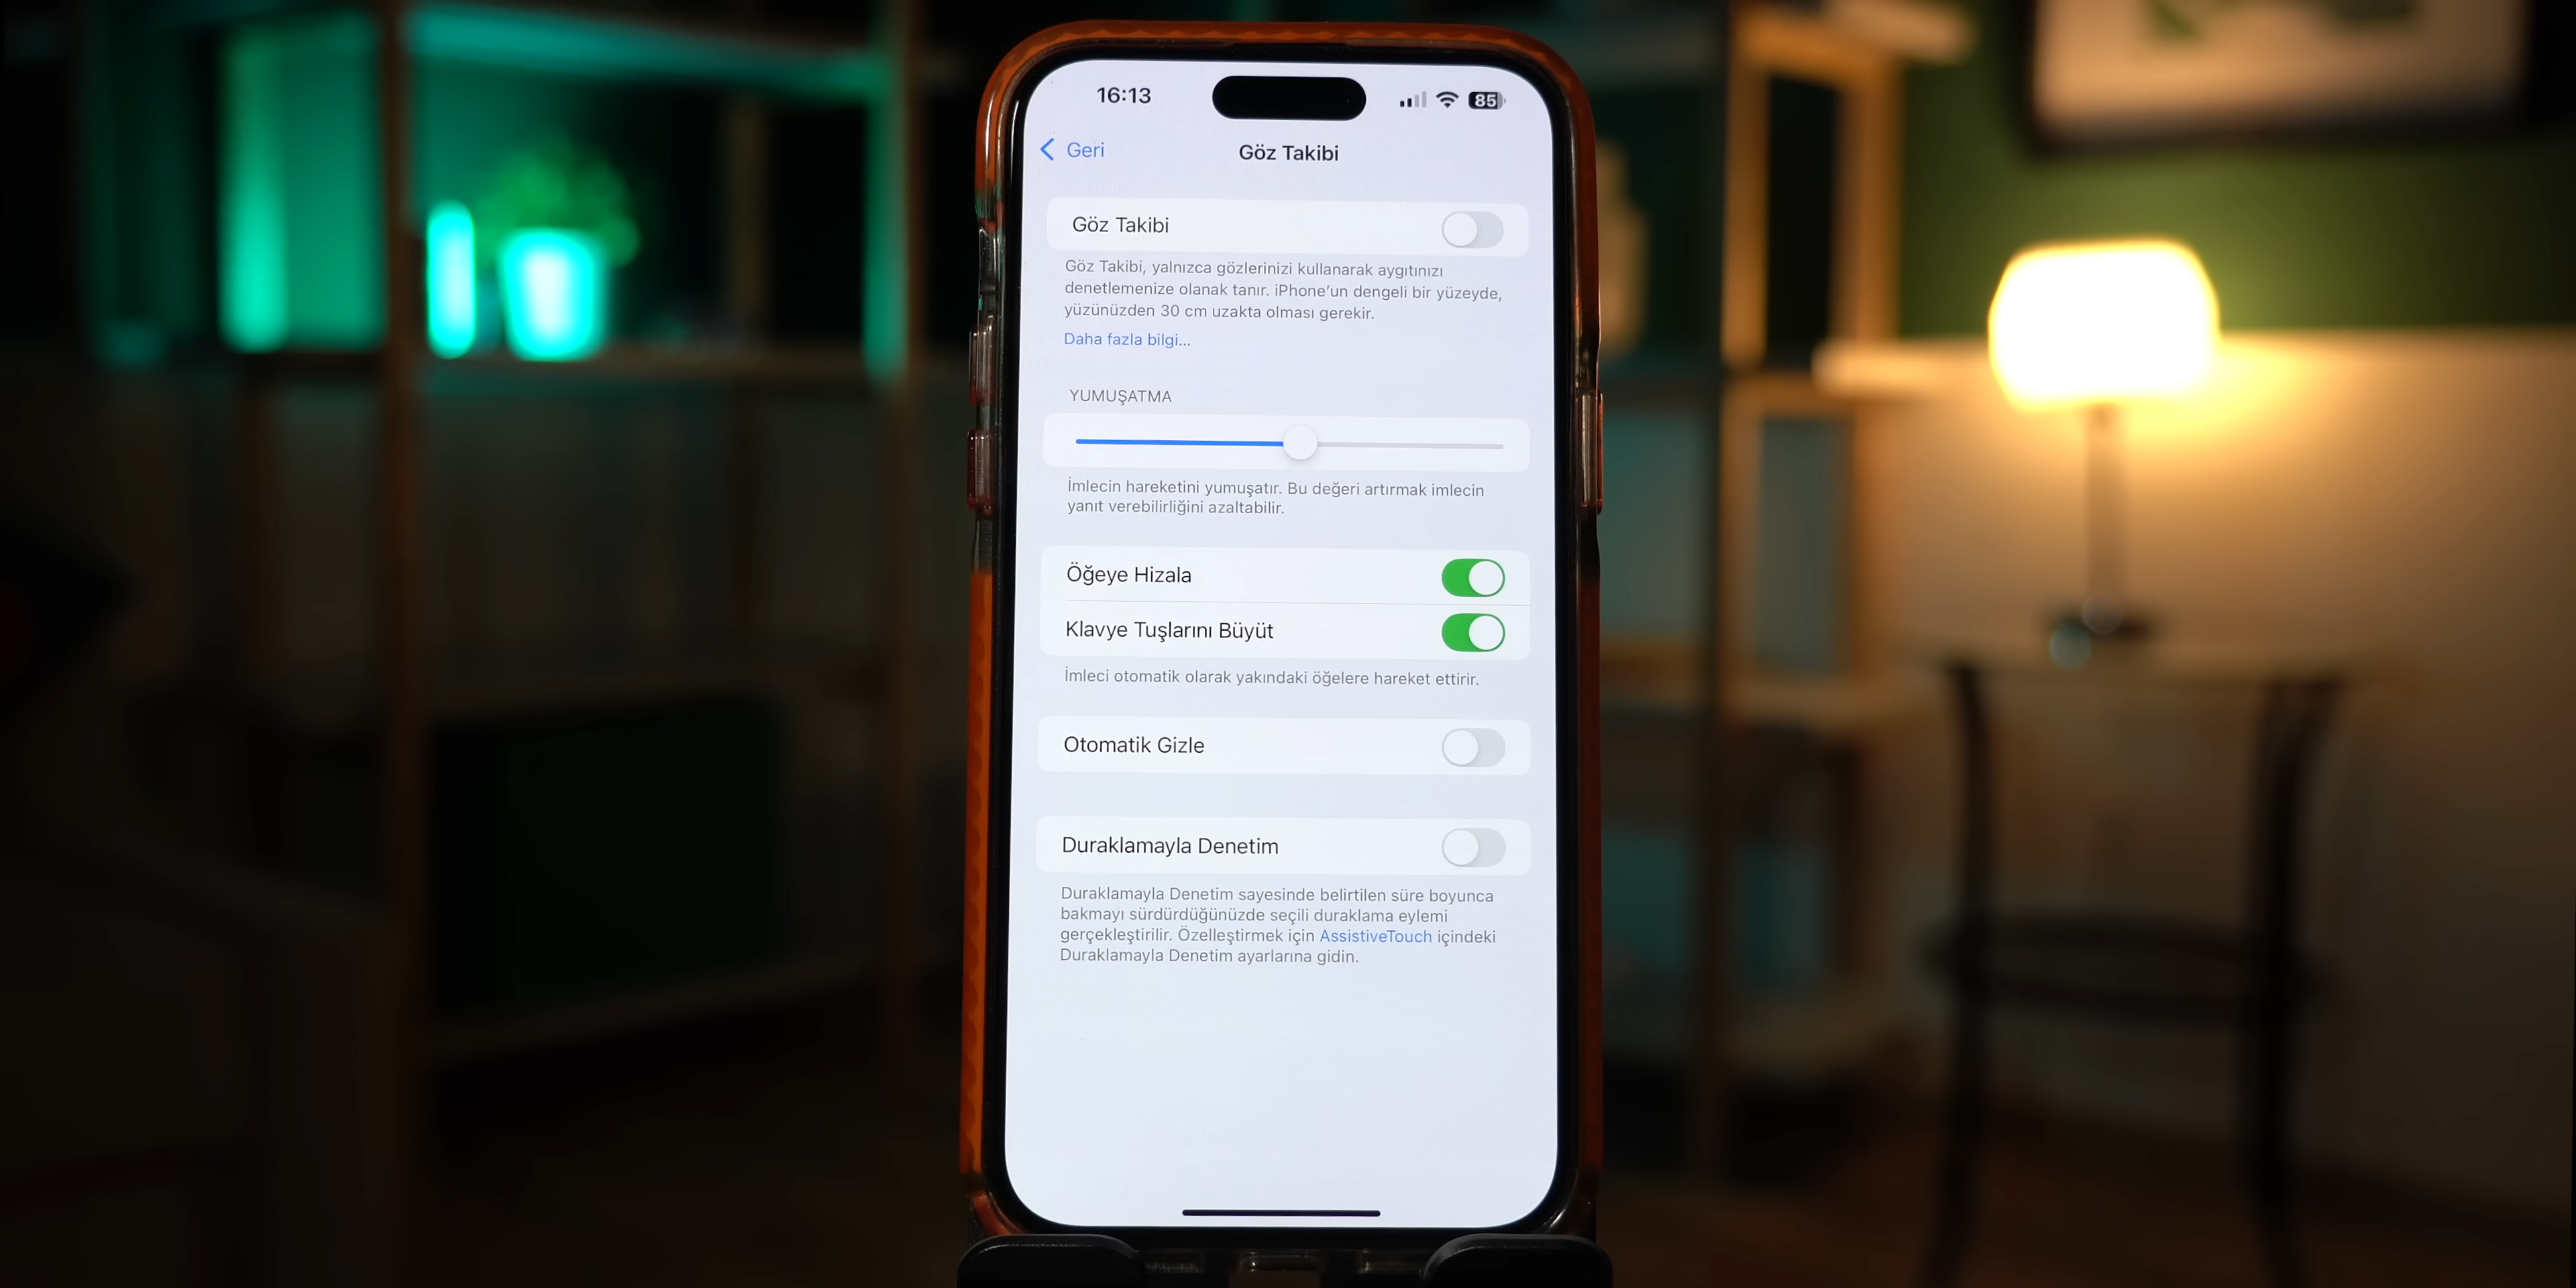 16:13
85
Geri
Göz Takibi
Göz Takibi
Göz Takibi, yalnızca gözlerinizi kullanarak aygıtınızı
denetlemenize olanak tanır. iPhone'un dengeli bir yüzeyde,
yüzünüzden 30 cm uzakta olması gerekir.
Daha fazla bilgi...
YUMUŞATMA
İmlecin hareketini yumuşatır. Bu değeri artırmak imlecin
yanıt verebilirliğini azaltabilir.
Öğeye Hizala
Klavye Tuşlarını Büyüt
İmleci otomatik olarak yakındaki öğelere hareket ettirir.
Otomatik Gizle
Duraklamayla Denetim
Duraklamayla Denetim sayesinde belirtilen süre boyunca
bakmayı sürdürdüğünüzde seçili duraklama eylemi
gerçekleştirilir. Özelleştirmek için AssistiveTouch içindeki
Duraklamayla Denetim ayarlarına gidin.